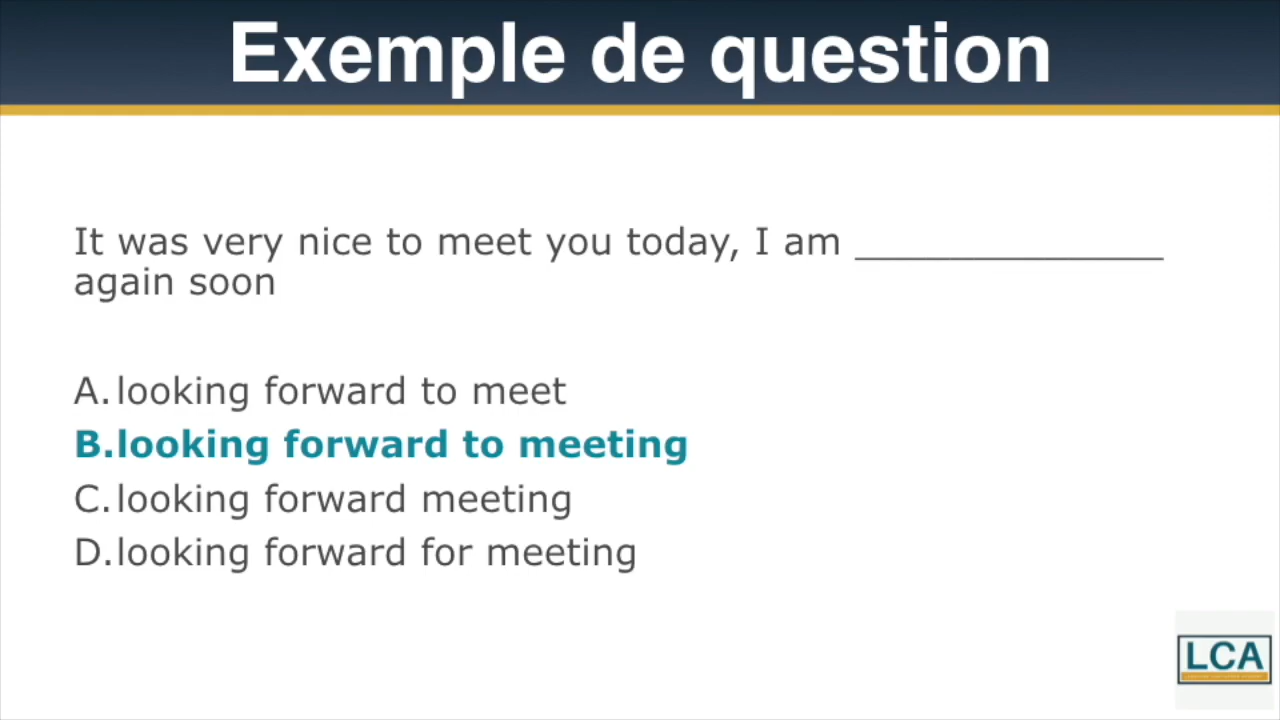 Exemple de question
It was very nice to meet you today, I am _______________
again soon
A. looking forward to meet
B. looking forward to meeting
C. looking forward meeting
D. looking forward for meeting
LCA